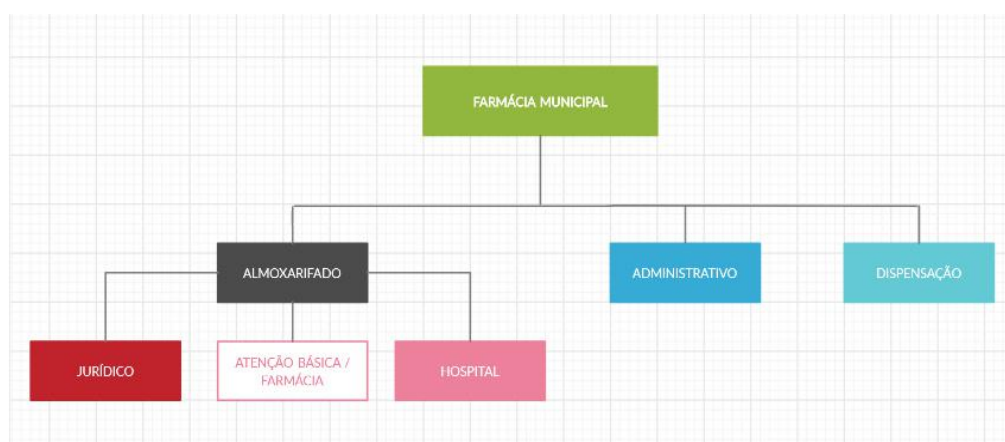 FARMÁCIA MUNICIPAL
ALMOXARIFADO
ADMINISTRATIVO
DISPENSAÇÃO
JURÍDICO
ATENÇÃO BÁSICA /
FARMÁCIA
HOSPITAL